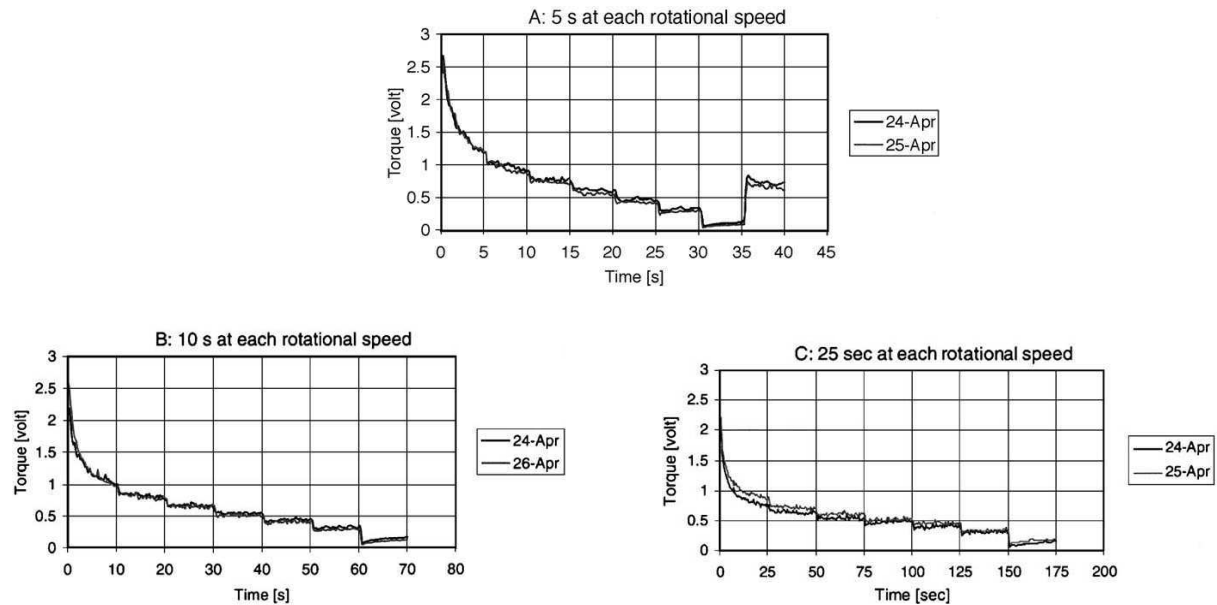 A: 5 s at each rotational speed
3
2.5
2
1.5
1
0.5
0
Torque [volt]
0 5 10 15 20 25 30 35 40 45
Time [s]
24-Apr
25-Apr
B: 10 s at each rotational speed
3
2.5
2
1.5
1
0.5
0
Torque [volt]
0 10 20 30 40 50 60 70 80
Time [s]
24-Apr
26-Apr
C: 25 sec at each rotational speed
3
2.5
2
1.5
1
0.5
0
Torque [volt]
0 25 50 75 100 125 150 175 200
Time [sec]
24-Apr
25-Apr